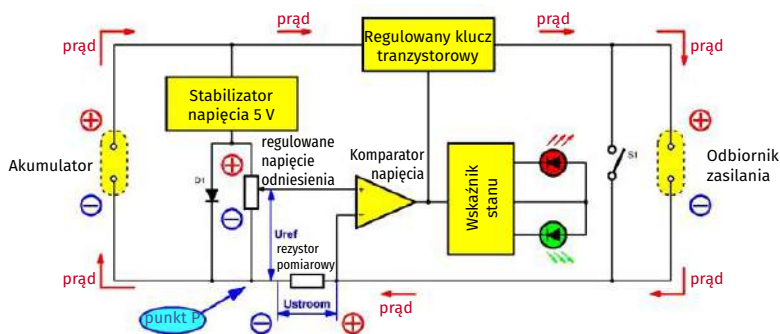 prąd
prąd
prąd
prąd
Regulowany klucz
tranzystorowy
Stabilizator
napięcia 5 V
regulowane
napięcie
odniesienia
Komparator
napięcia
Akumulator
Odbiornik
zasilania
Wskaźnik
stanu
S1
D1
+
−
Uref
rezystor
pomiarowy
prąd
prąd
prąd
punkt P
Ustroom